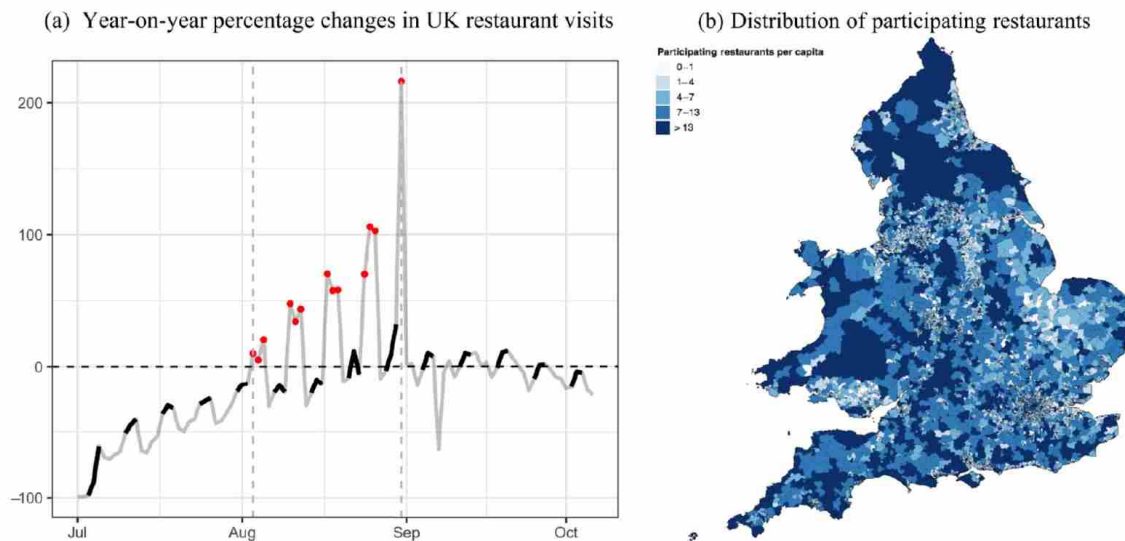 (a) Year-on-year percentage changes in UK restaurant visits
200
100
0
−100
Jul Aug Sep Oct
(b) Distribution of participating restaurants
Participating restaurants per capita
0–1
1–4
4–7
7–13
> 13